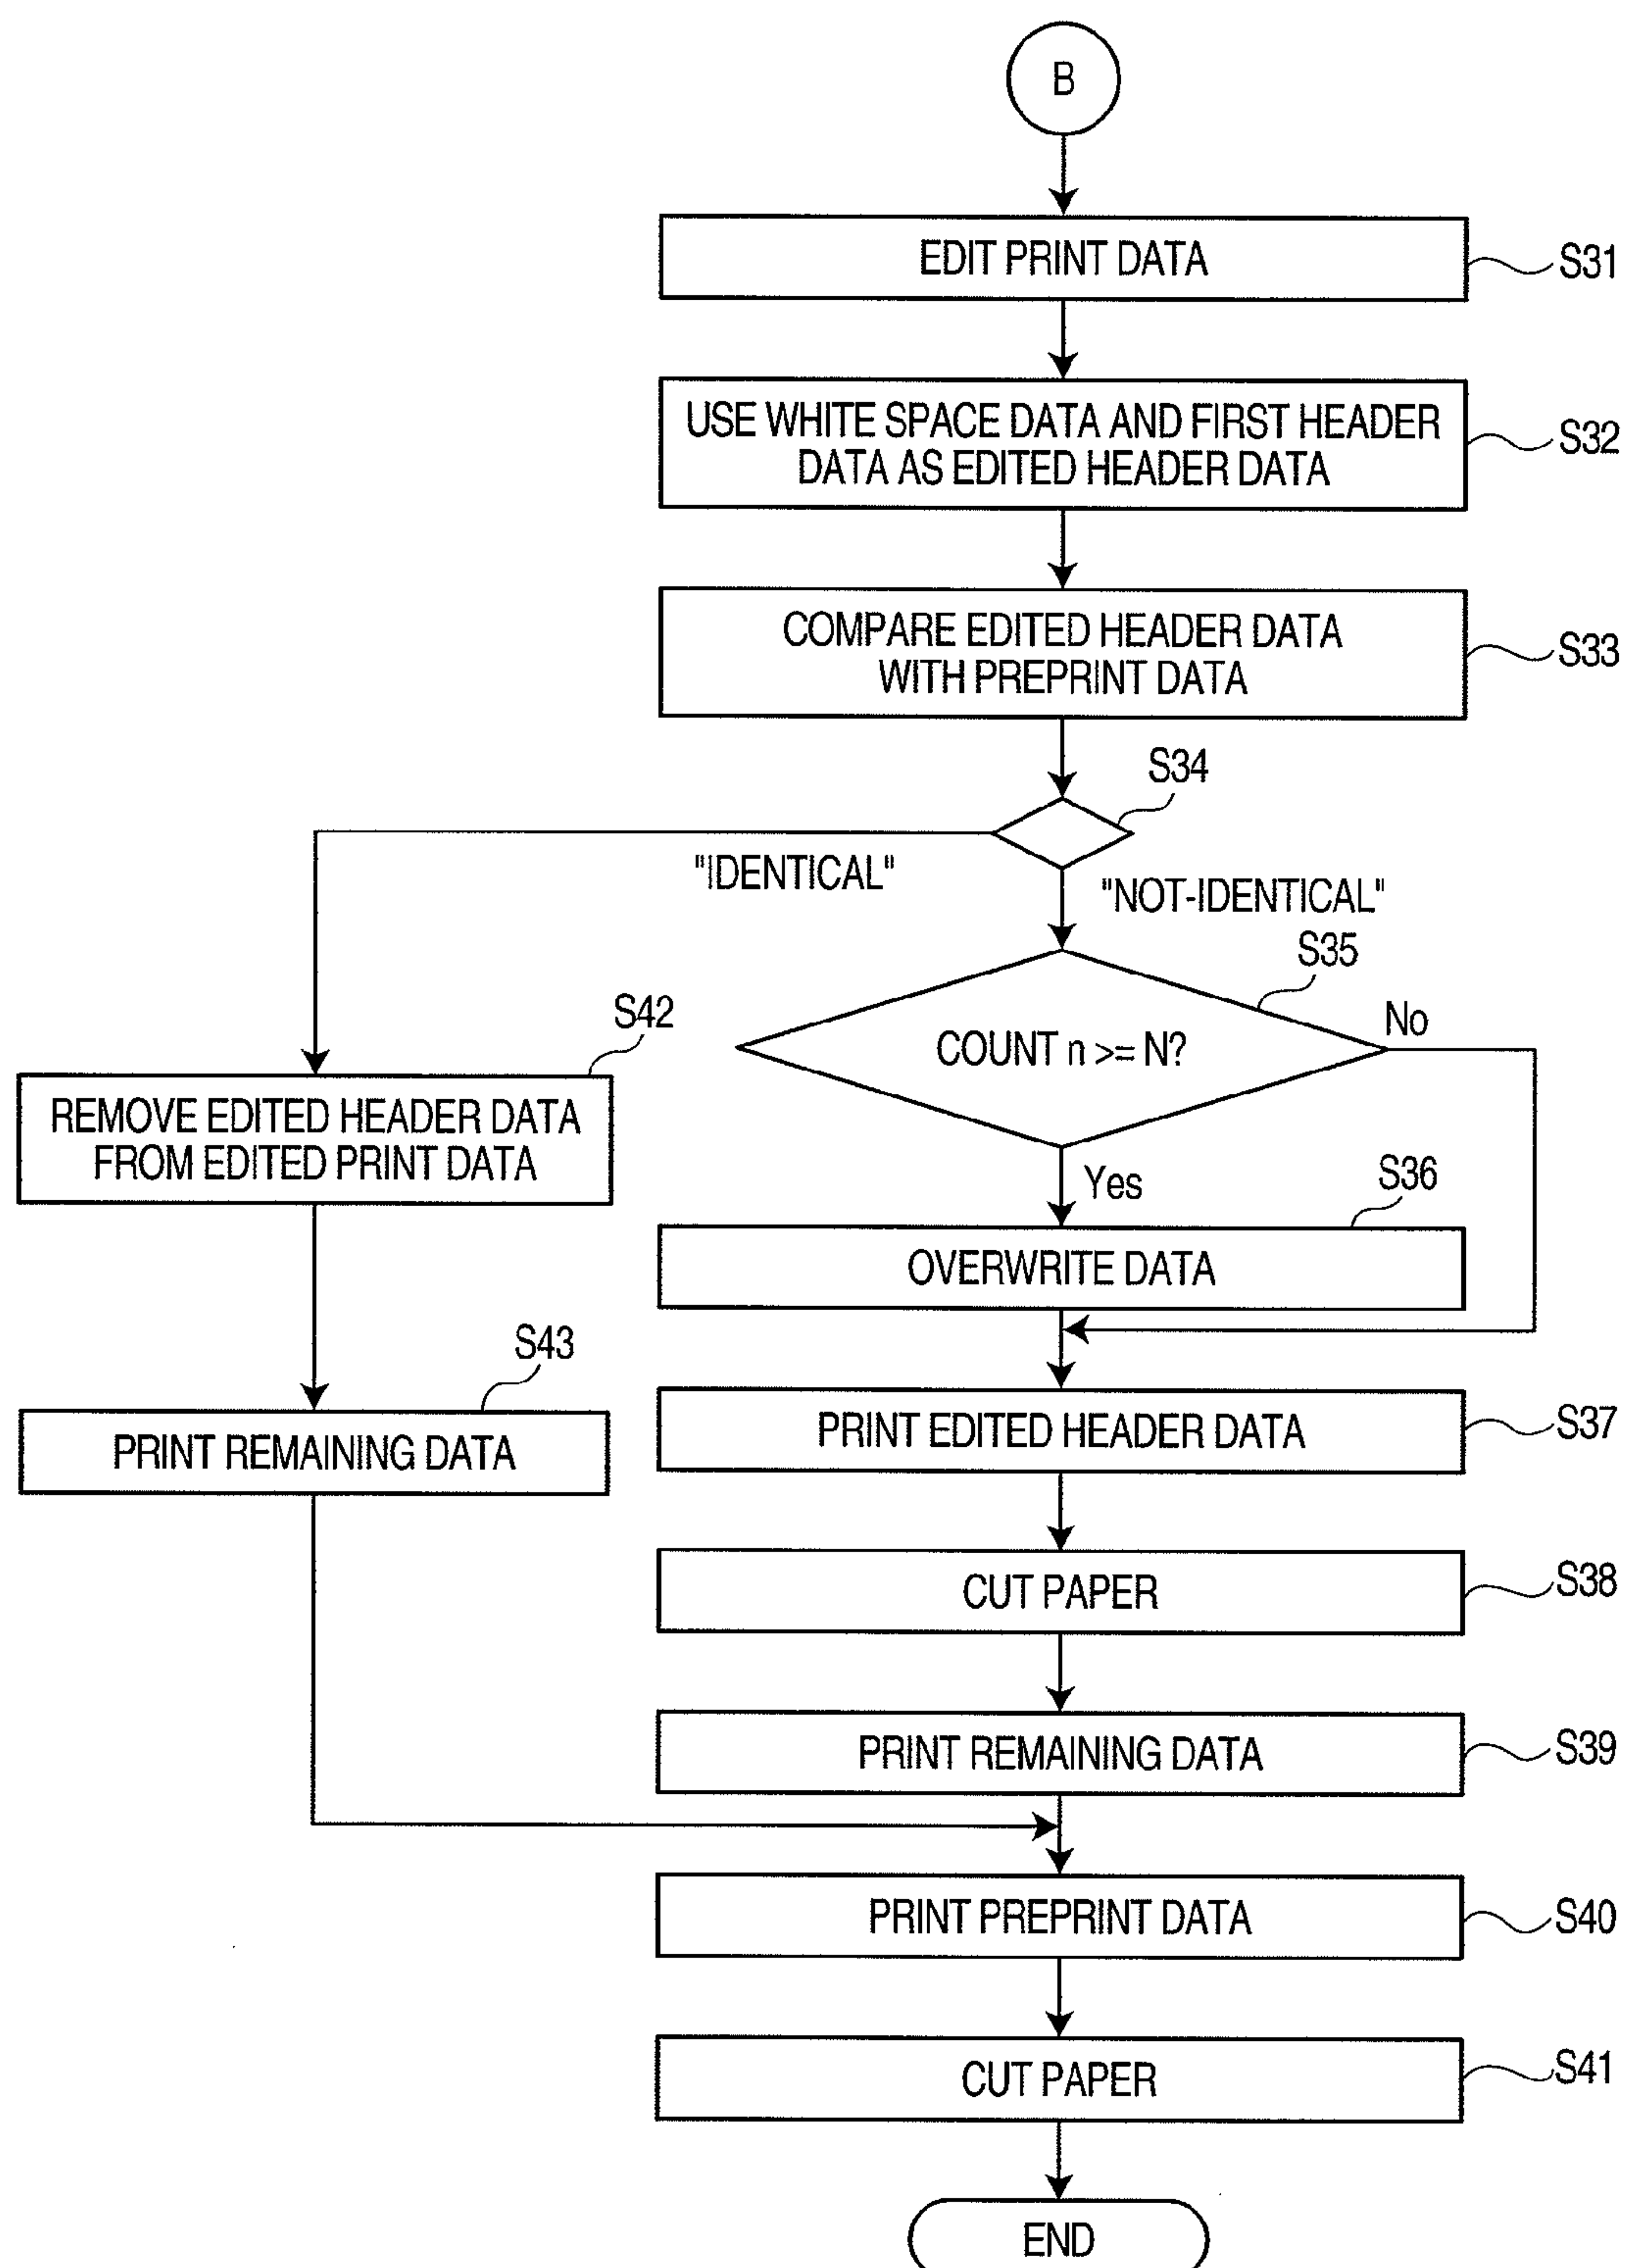 B
EDIT PRINT DATA
S31
USE WHITE SPACE DATA AND FIRST HEADER
DATA AS EDITED HEADER DATA
S32
COMPARE EDITED HEADER DATA
WITH PREPRINT DATA
S33
S34
"IDENTICAL"
"NOT-IDENTICAL"
S35
COUNT n >= N?
No
S42
REMOVE EDITED HEADER DATA
FROM EDITED PRINT DATA
Yes
S36
OVERWRITE DATA
S43
PRINT REMAINING DATA
PRINT EDITED HEADER DATA
S37
CUT PAPER
S38
PRINT REMAINING DATA
S39
PRINT PREPRINT DATA
S40
CUT PAPER
S41
END